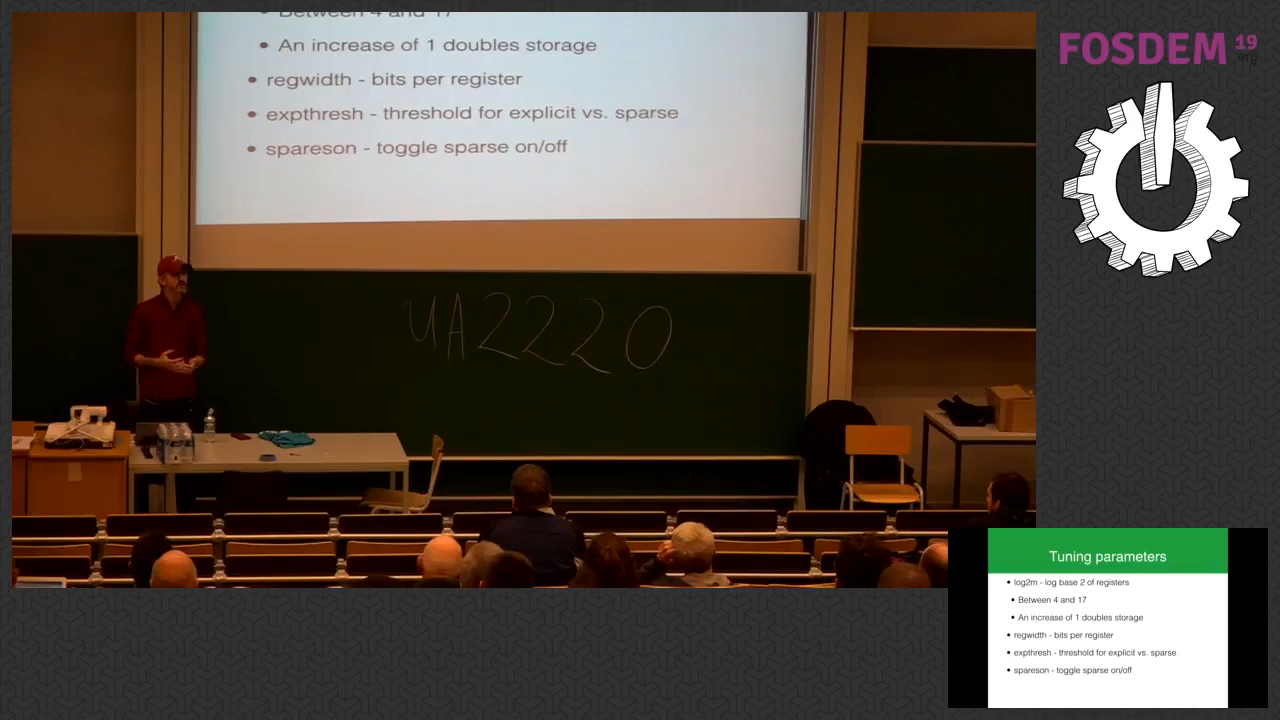 Between 4 and 17
• An increase of 1 doubles storage
• regwidth - bits per register
• expthresh - threshold for explicit vs. sparse
• spareson - toggle sparse on/off
UA2220
FOSDEM 19
.org
Tuning parameters
• log2m - log base 2 of registers
• Between 4 and 17
• An increase of 1 doubles storage
• regwidth - bits per register
• expthresh - threshold for explicit vs. sparse
• spareson - toggle sparse on/off